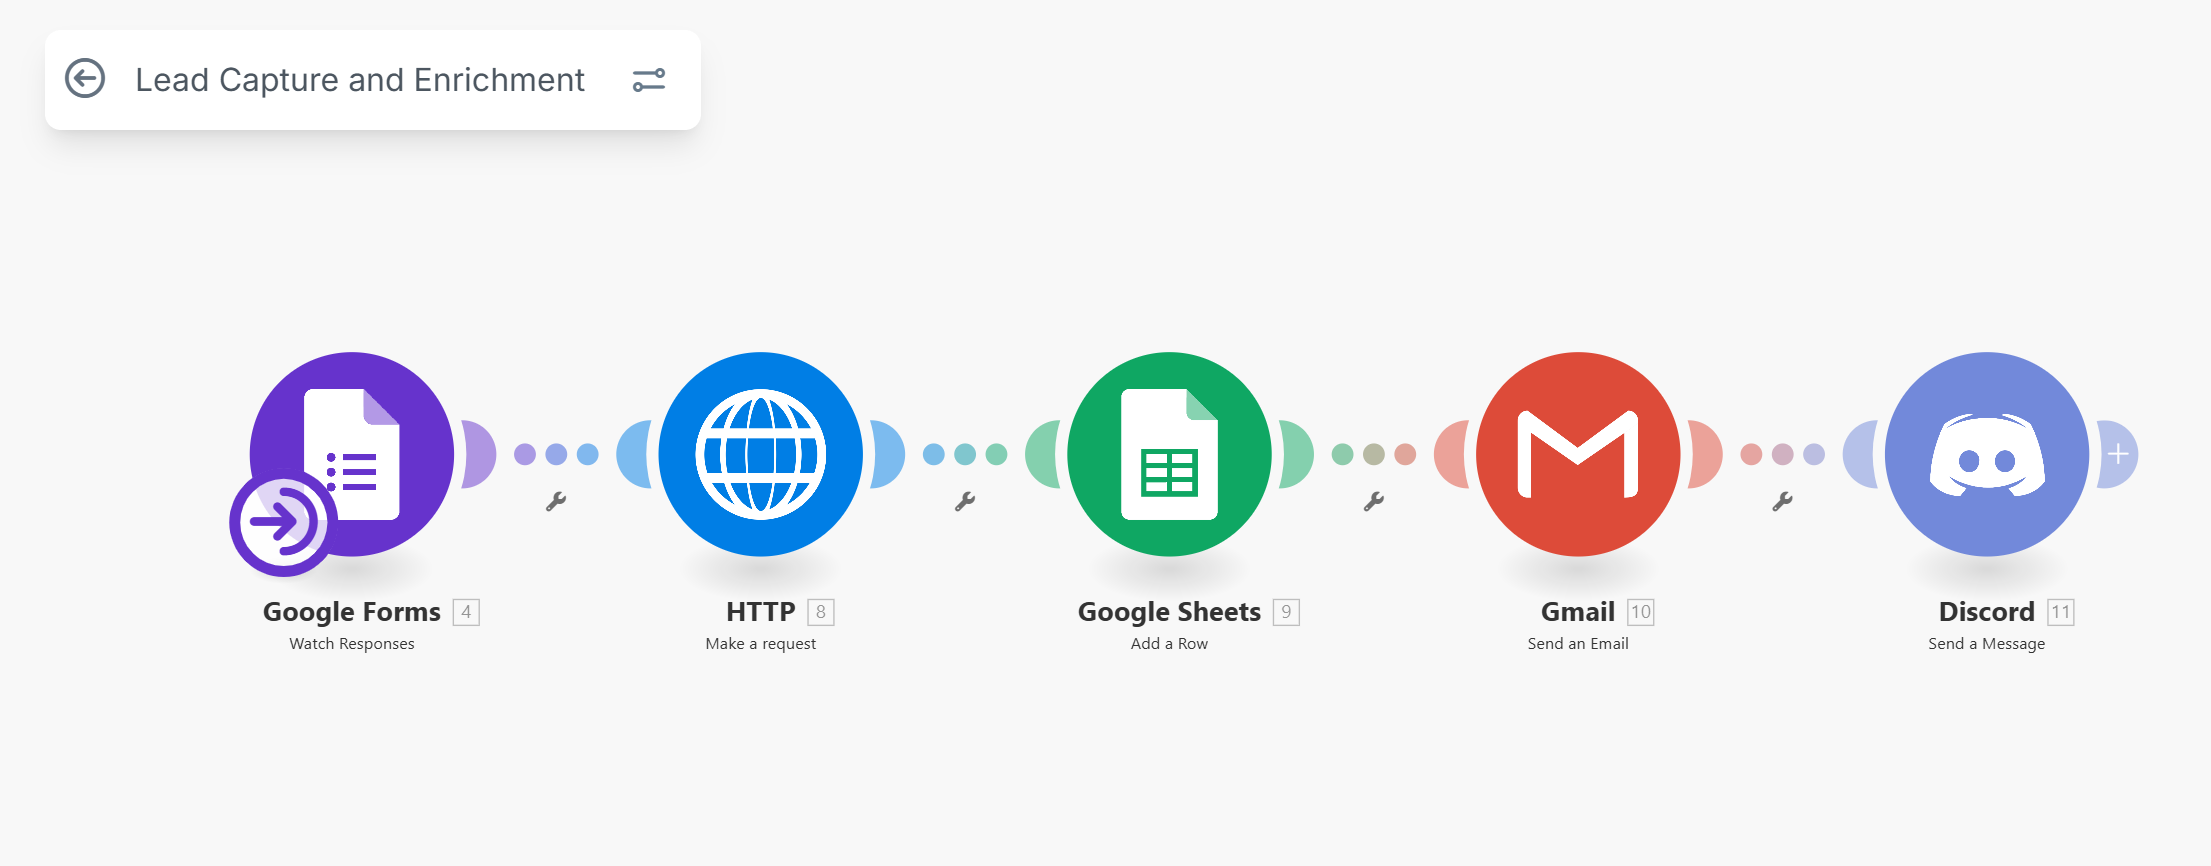 Lead Capture and Enrichment
Google Forms 4
Watch Responses
HTTP 8
Make a request
Google Sheets 9
Add a Row
Gmail 10
Send an Email
Discord 11
Send a Message